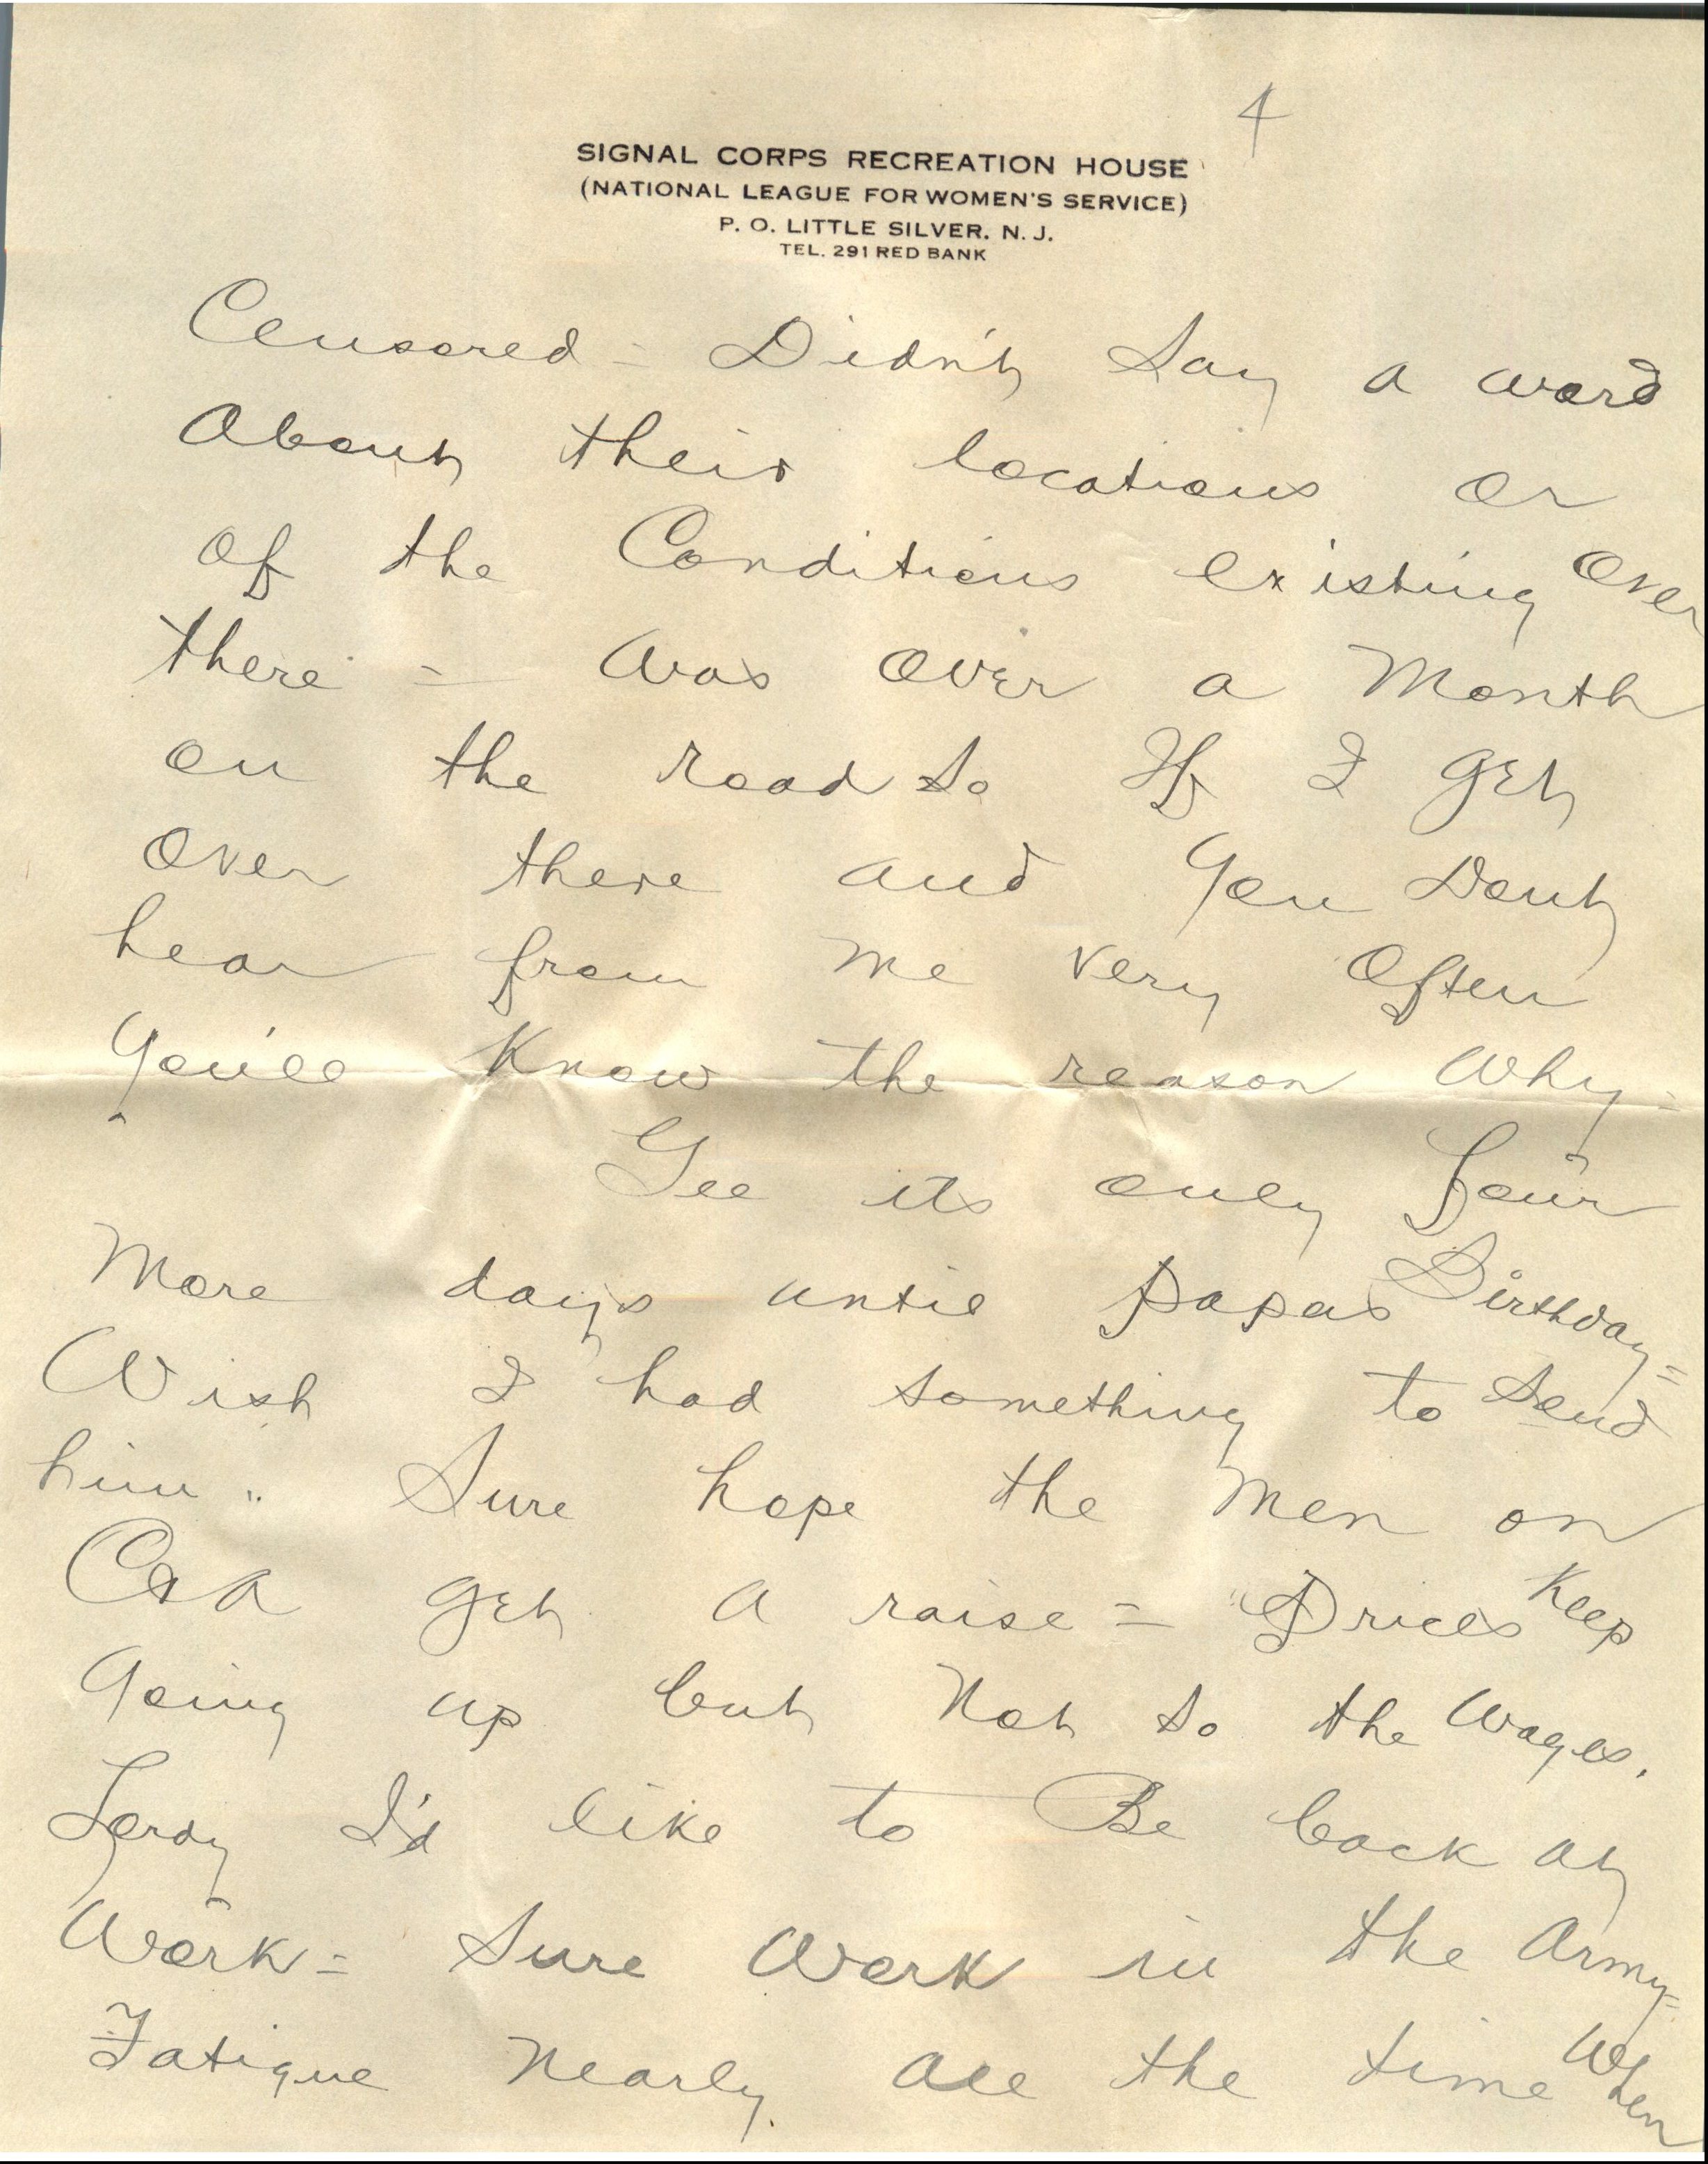 4
SIGNAL CORPS RECREATION HOUSE
(NATIONAL LEAGUE FOR WOMEN'S SERVICE)
P. O. LITTLE SILVER. N. J.
TEL. 291 RED BANK
Censored = Didn't Say a word
About their locations or
of the Conditions existing over
there = Was over a Month
on the road so If I get
over there and you Dont
hear from me very often
You'll Know the reason Why =
Gee its only four
More days until papas Birthday =
Wish I had something to Send
him .. Sure hope the Men on
get a raise = Prices Keep
Going up but Not so the Wages.
Lordy I'd like to Be back at
Work = Sure Work in the Army =
Fatigue Nearly all the time When